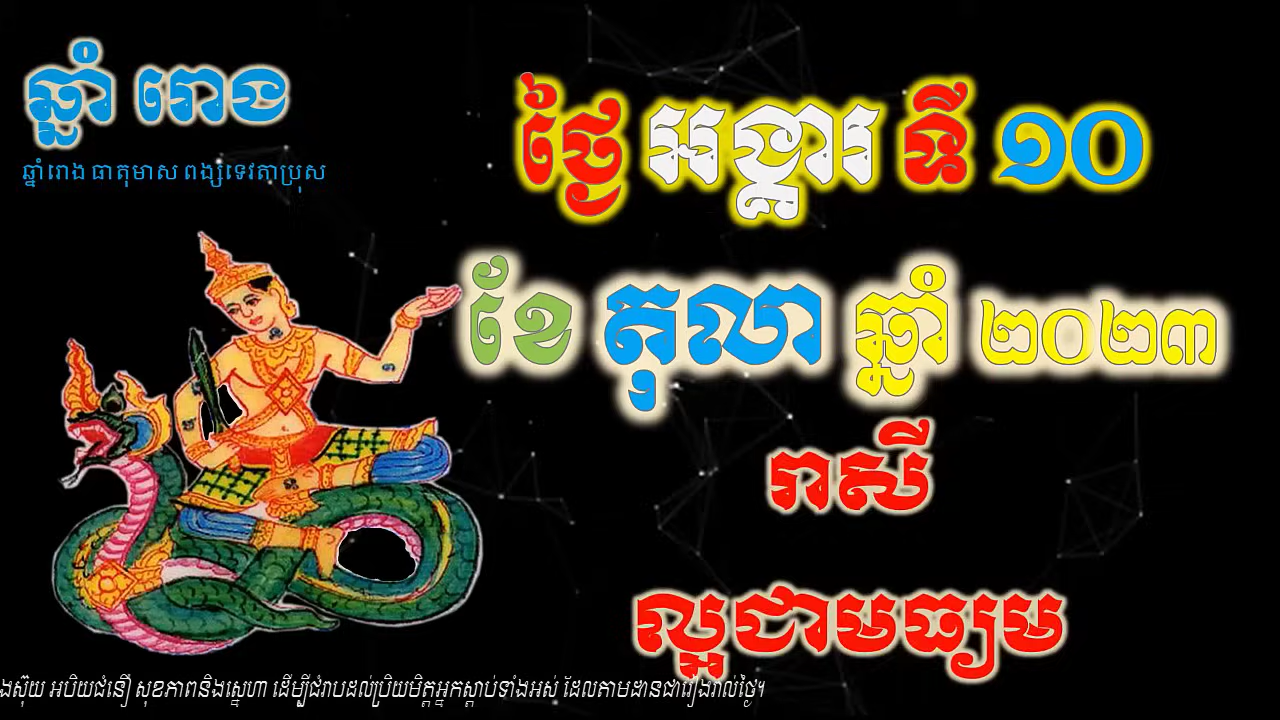 ឆ្នាំ រោង
ឆ្នាំរោង ធាតុមាស ពង្សទេវតាប្រុស
ថ្ងៃ អង្គារ ទី ១០
ខែ តុលា ឆ្នាំ ២០២៣
រាសី
ល្អជាមធ្យម
ងស៊ុយ អបិយជំនឿ សុខភាពនិងស្នេហា ដើម្បីជំរាបដល់ប្រិយមិត្តអ្នកស្តាប់ទាំងអស់ ដែលតាមដានជារៀងរាល់ថ្ងៃ។